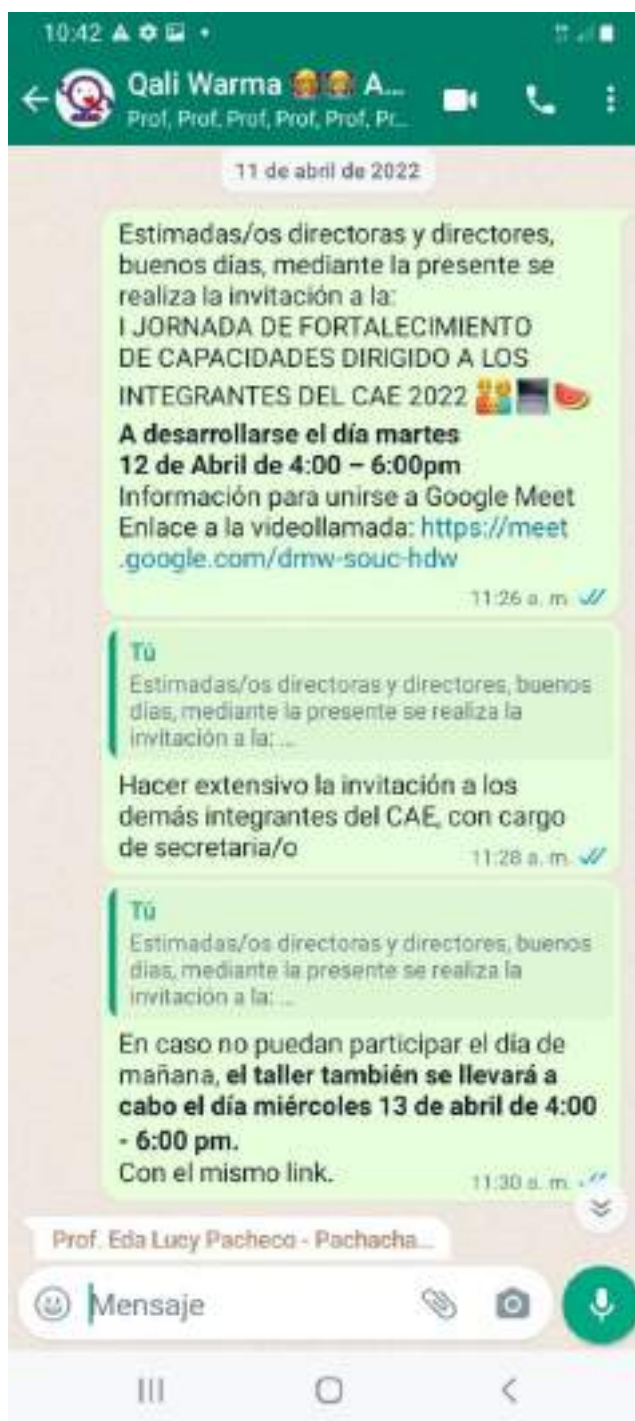 10:42
Qali Warma A...
Prof, Prof, Prof, Prof, Prof, Pr...
11 de abril de 2022
Estimadas/os directoras y directores,
buenos días, mediante la presente se
realiza la invitación a la:
I JORNADA DE FORTALECIMIENTO
DE CAPACIDADES DIRIGIDO A LOS
INTEGRANTES DEL CAE 2022
A desarrollarse el día martes
12 de Abril de 4:00 – 6:00pm
Información para unirse a Google Meet
Enlace a la videollamada: https://meet
.google.com/dmw-souc-hdw
11:26 a. m.
Tú
Estimadas/os directoras y directores, buenos
días, mediante la presente se realiza la
invitación a la: ...
Hacer extensivo la invitación a los
demás integrantes del CAE, con cargo
de secretaria/o
11:28 a. m.
Tú
Estimadas/os directoras y directores, buenos
días, mediante la presente se realiza la
invitación a la: ...
En caso no puedan participar el día de
mañana, el taller también se llevará a
cabo el día miércoles 13 de abril de 4:00
- 6:00 pm.
Con el mismo link.
11:30 a. m.
Prof. Eda Lucy Pacheco - Pachacha...
Mensaje